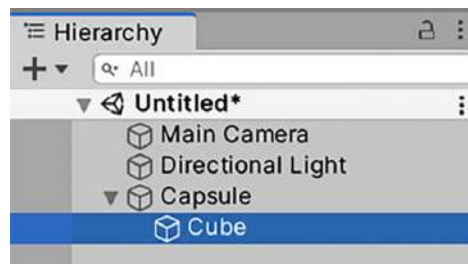 Hierarchy
All
Untitled*
Main Camera
Directional Light
Capsule
Cube